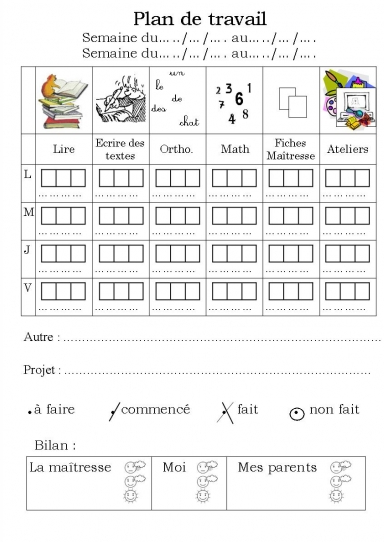 Plan de travail
Semaine du…../…/…. au…../…/….
Semaine du…../…/…. au…../…/….
un
le
de
des
chat
2 3 6 1
7 4 8
Lire Ecrire des textes Ortho. Math Fiches Maîtresse Ateliers
L
………… ………… ………… ………… ………… …………
M
………… ………… ………… ………… ………… …………
J
………… ………… ………… ………… ………… …………
V
………… ………… ………… ………… ………… …………
Autre : ………………………………………………………………………
Projet : ……………………………………………………………………
à faire commencé fait non fait
Bilan :
La maîtresse Moi Mes parents